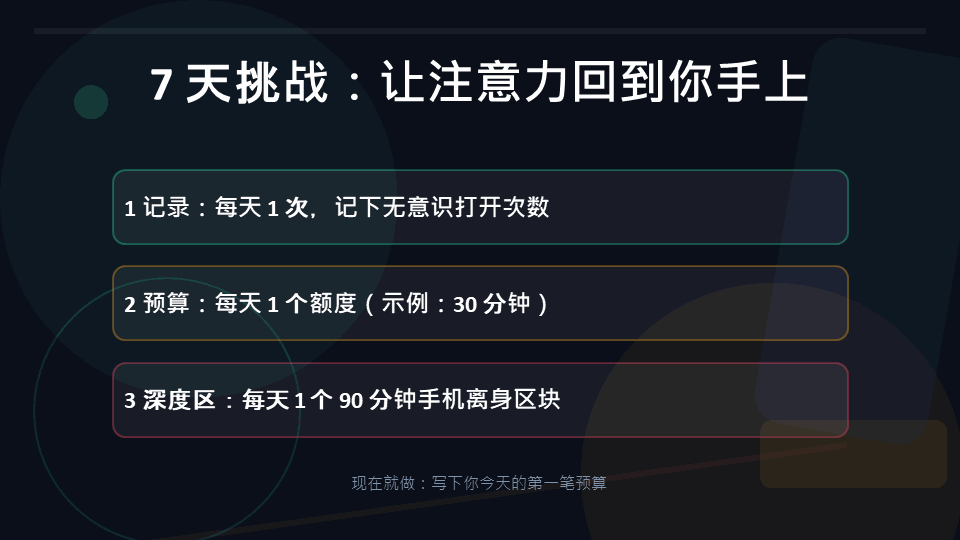 7 天挑战：让注意力回到你手上
1 记录：每天 1 次，记下无意识打开次数
2 预算：每天 1 个额度（示例：30 分钟）
3 深度区：每天 1 个 90 分钟手机离身区块
现在就做：写下你今天的第一笔预算